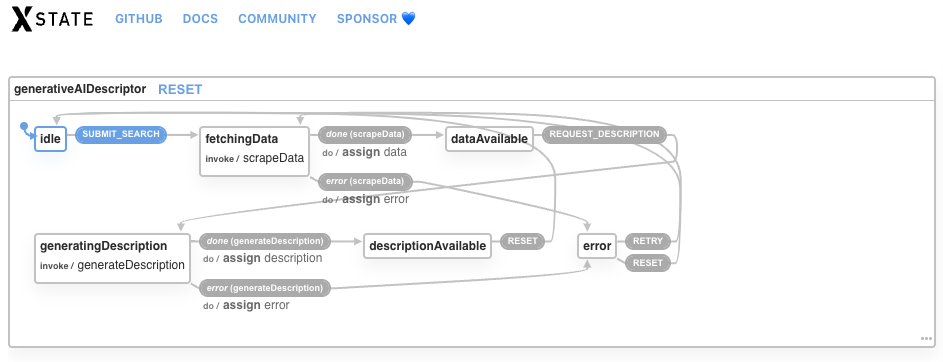 XSTATE GITHUB DOCS COMMUNITY SPONSOR 💙
generativeAIDescriptor RESET
idle SUBMIT_SEARCH fetchingData done (scrapeData) dataAvailable REQUEST_DESCRIPTION
invoke / scrapeData do / assign data
error (scrapeData)
do / assign error
generatingDescription done (generateDescription) descriptionAvailable RESET error RETRY
invoke / generateDescription do / assign description RESET
error (generateDescription)
do / assign error